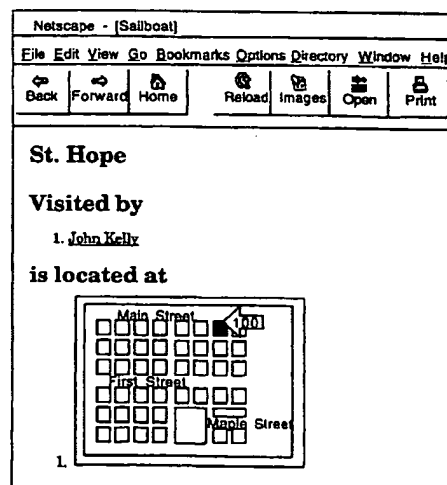 Netscape - [Sailboat]
File Edit View Go Bookmarks Options Directory Window Help
Back Forward Home Reload Images Open Print
St. Hope
Visited by
1. John Kelly
is located at
Main Street
1001
First Street
Maple Street
1.